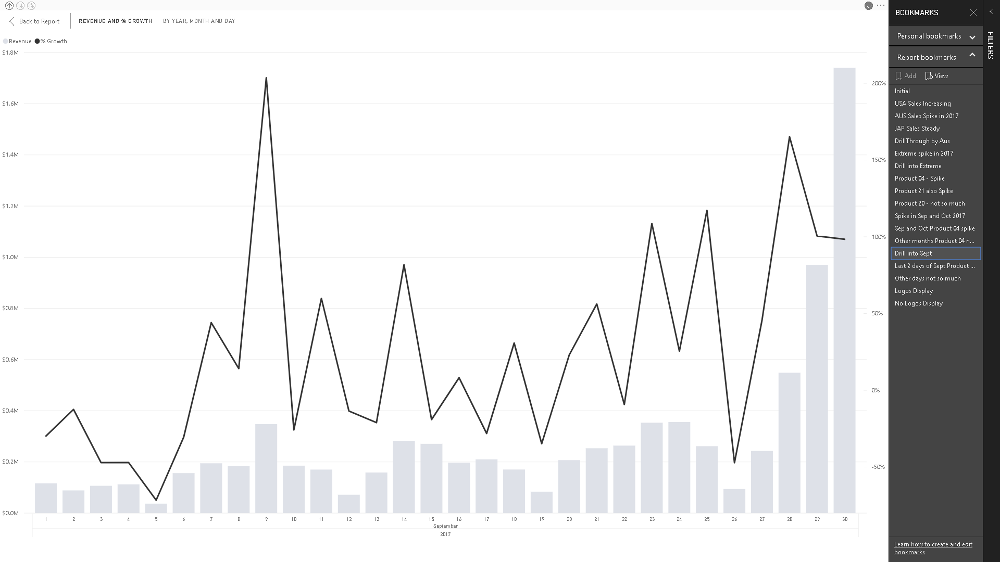 Back to Report
REVENUE AND % GROWTH
BY YEAR, MONTH AND DAY
Revenue
% Growth
$1.8M
$1.6M
$1.4M
$1.2M
$1.0M
$0.8M
$0.6M
$0.4M
$0.2M
$0.0M
200%
150%
100%
50%
0%
-50%
1 2 3 4 5 6 7 8 9 10 11 12 13 14 15 16 17 18 19 20 21 22 23 24 25 26 27 28 29 30
September
2017
BOOKMARKS
Personal bookmarks
Report bookmarks
Add View
Initial
USA Sales Increasing
AUS Sales Spike in 2017
JAP Sales Steady
DrillThrough by Aus
Extreme spike in 2017
Drill into Extreme
Product 04 - Spike
Product 21 also Spike
Product 20 - not so much
Spike in Sep and Oct 2017
Sep and Oct Product 04 spike
Other months Product 04 n...
Drill into Sept
Last 2 days of Sept Product ...
Other days not so much
Logos Display
No Logos Display
Learn how to create and edit
bookmarks
FILTERS